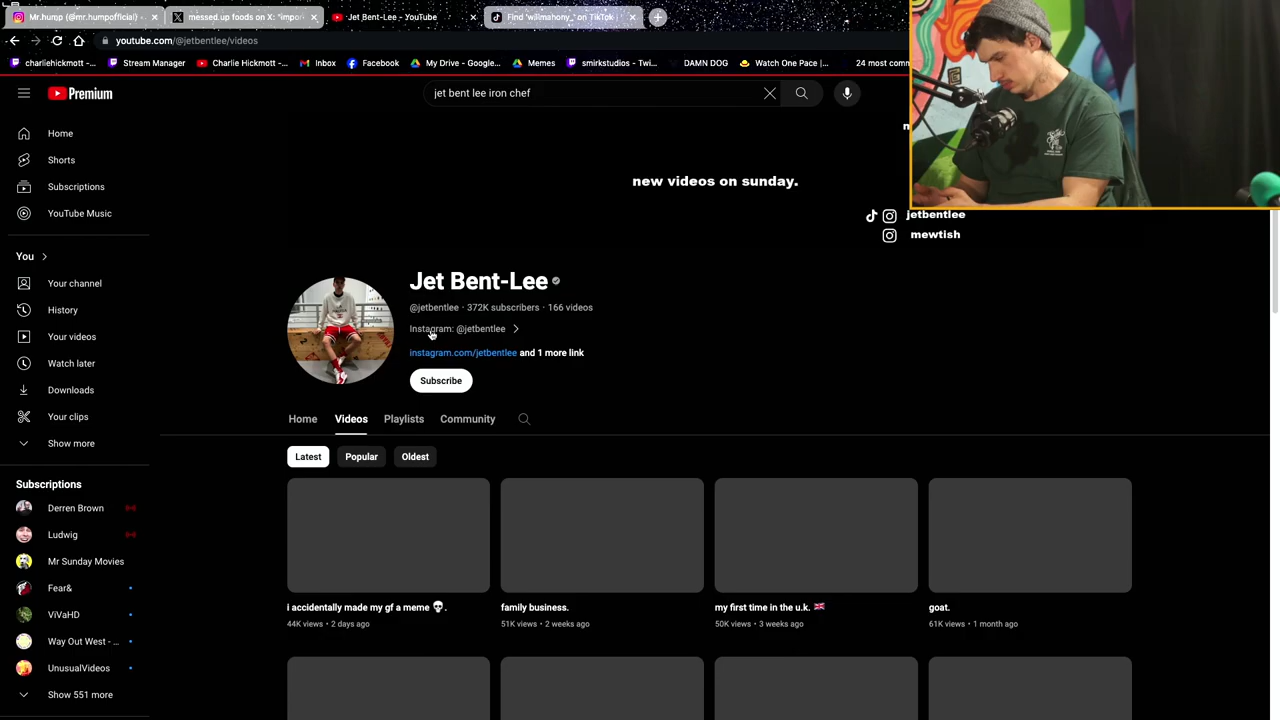 Mr.hump (@mr.humpofficial) •
messed up foods on X: "impor
Jet Bent-Lee - YouTube
Find 'willmahony_' on TikTok |
youtube.com/@jetbentlee/videos
charliehickmott -...
Stream Manager
Charlie Hickmott -...
Inbox
Facebook
My Drive - Google...
Memes
smirkstudios - Twi...
DAMN DOG
Watch One Pace |...
24 most comm
Premium
jet bent lee iron chef
Home
Shorts
Subscriptions
YouTube Music
You
Your channel
History
Your videos
Watch later
Downloads
Your clips
Show more
Subscriptions
Derren Brown
Ludwig
Mr Sunday Movies
Fear&
ViVaHD
Way Out West - ...
UnusualVideos
Show 551 more
new videos on sunday.
jetbentlee
mewtish
Jet Bent-Lee
@jetbentlee · 372K subscribers · 166 videos
Instagram: @jetbentlee
instagram.com/jetbentlee and 1 more link
Subscribe
Home Videos Playlists Community
Latest Popular Oldest
i accidentally made my gf a meme 💀.
44K views • 2 days ago
family business.
51K views • 2 weeks ago
my first time in the u.k. 🇬🇧
50K views • 3 weeks ago
goat.
61K views • 1 month ago